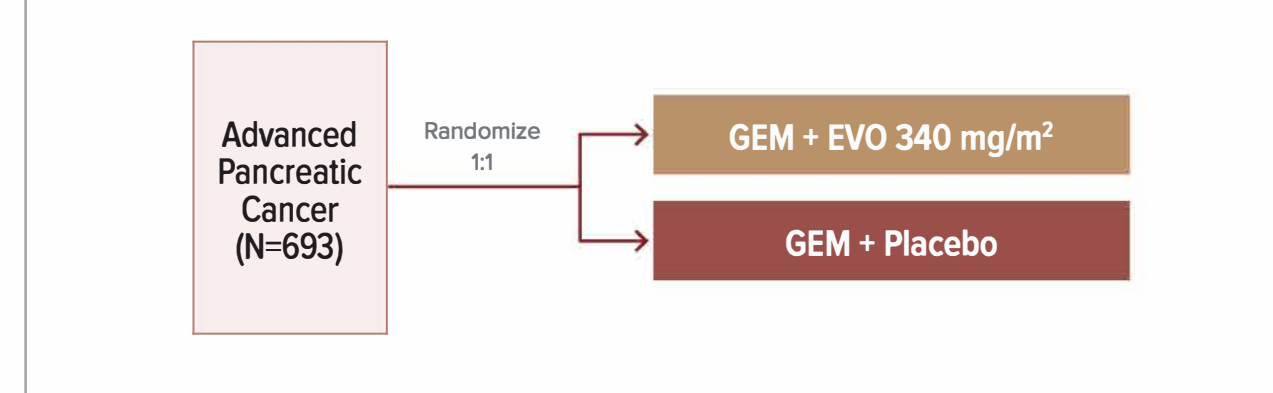 Advanced
Pancreatic
Cancer
(N=693)
Randomize
1:1
GEM + EVO 340 mg/m²
GEM + Placebo